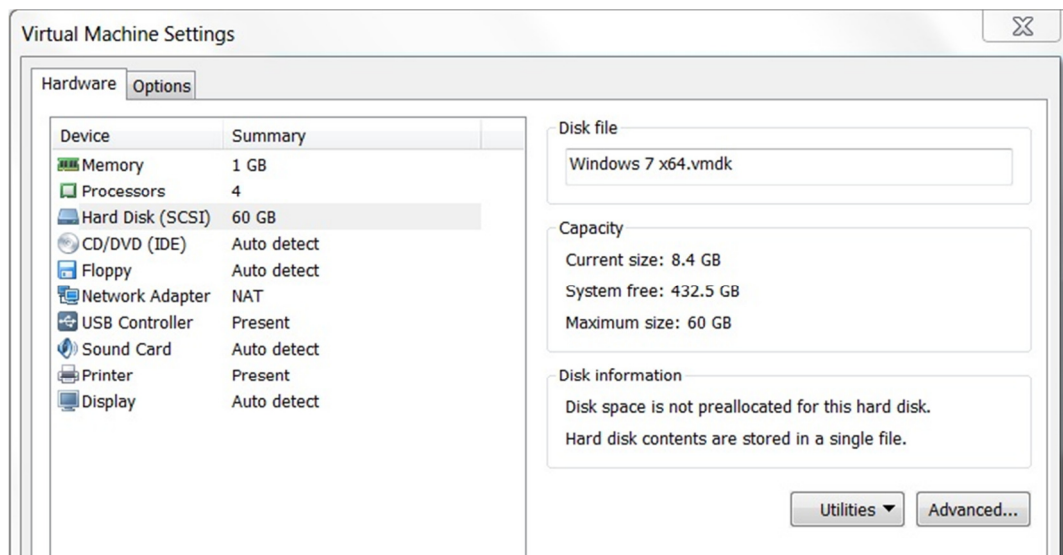 Virtual Machine Settings
Hardware Options
Device Summary
Memory 1 GB
Processors 4
Hard Disk (SCSI) 60 GB
CD/DVD (IDE) Auto detect
Floppy Auto detect
Network Adapter NAT
USB Controller Present
Sound Card Auto detect
Printer Present
Display Auto detect
Disk file
Windows 7 x64.vmdk
Capacity
Current size: 8.4 GB
System free: 432.5 GB
Maximum size: 60 GB
Disk information
Disk space is not preallocated for this hard disk.
Hard disk contents are stored in a single file.
Utilities Advanced...